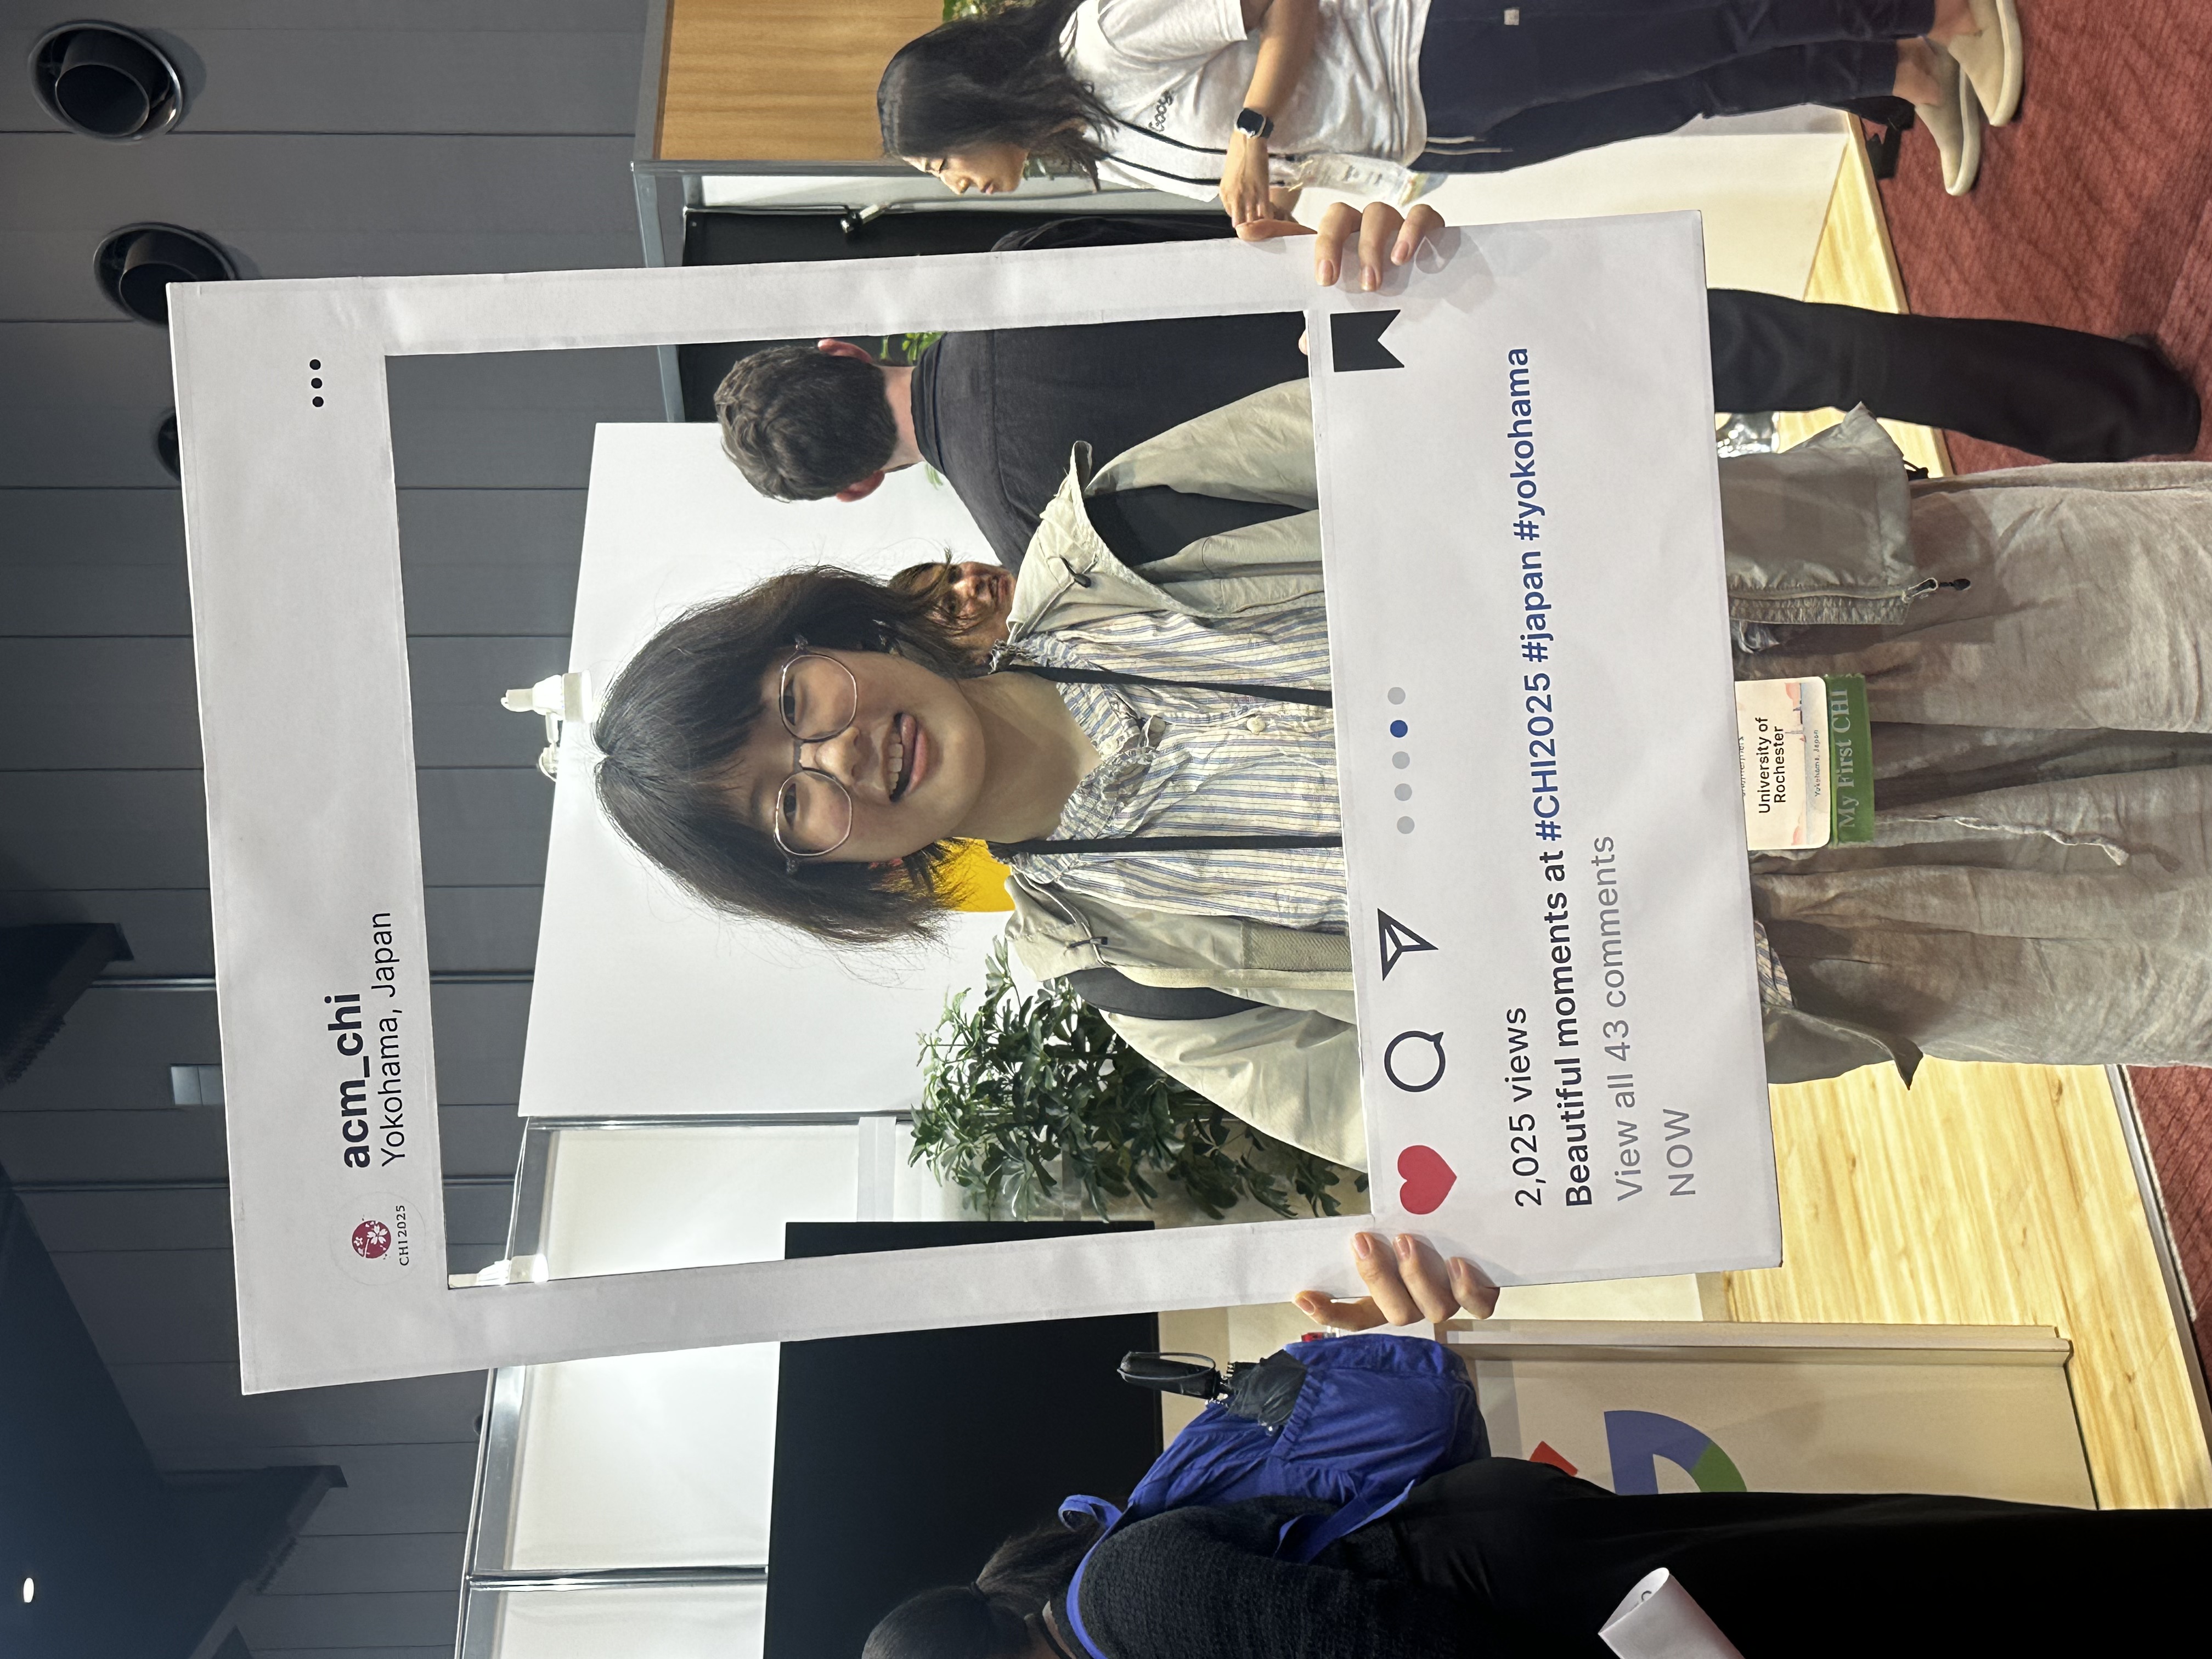 acm_chi
Yokohama, Japan
CHI2025
2,025 views
Beautiful moments at #CHI2025 #japan #yokohama
View all 43 comments
NOW
University of
Rochester
Yokohama, Japan
My First CHI